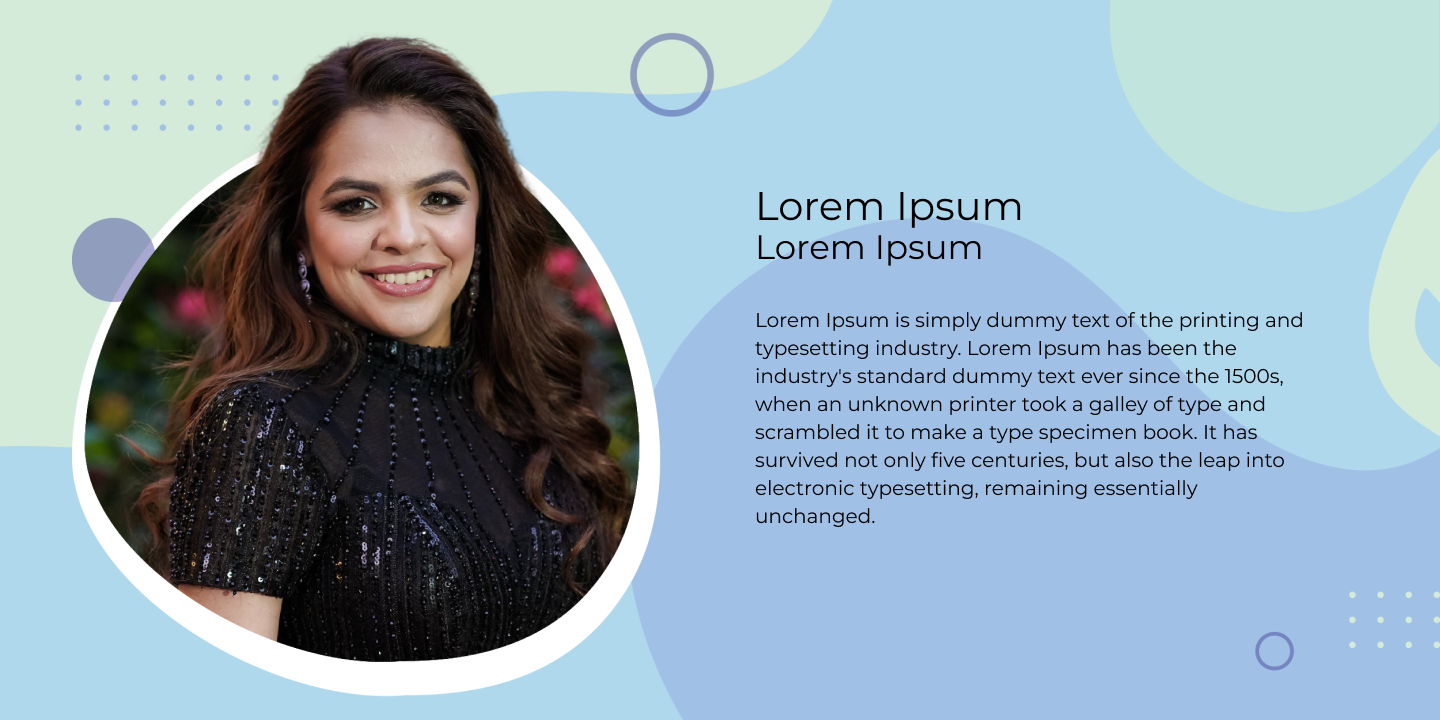 Lorem Ipsum
Lorem Ipsum
Lorem Ipsum is simply dummy text of the printing and
typesetting industry. Lorem Ipsum has been the
industry's standard dummy text ever since the 1500s,
when an unknown printer took a galley of type and
scrambled it to make a type specimen book. It has
survived not only five centuries, but also the leap into
electronic typesetting, remaining essentially
unchanged.